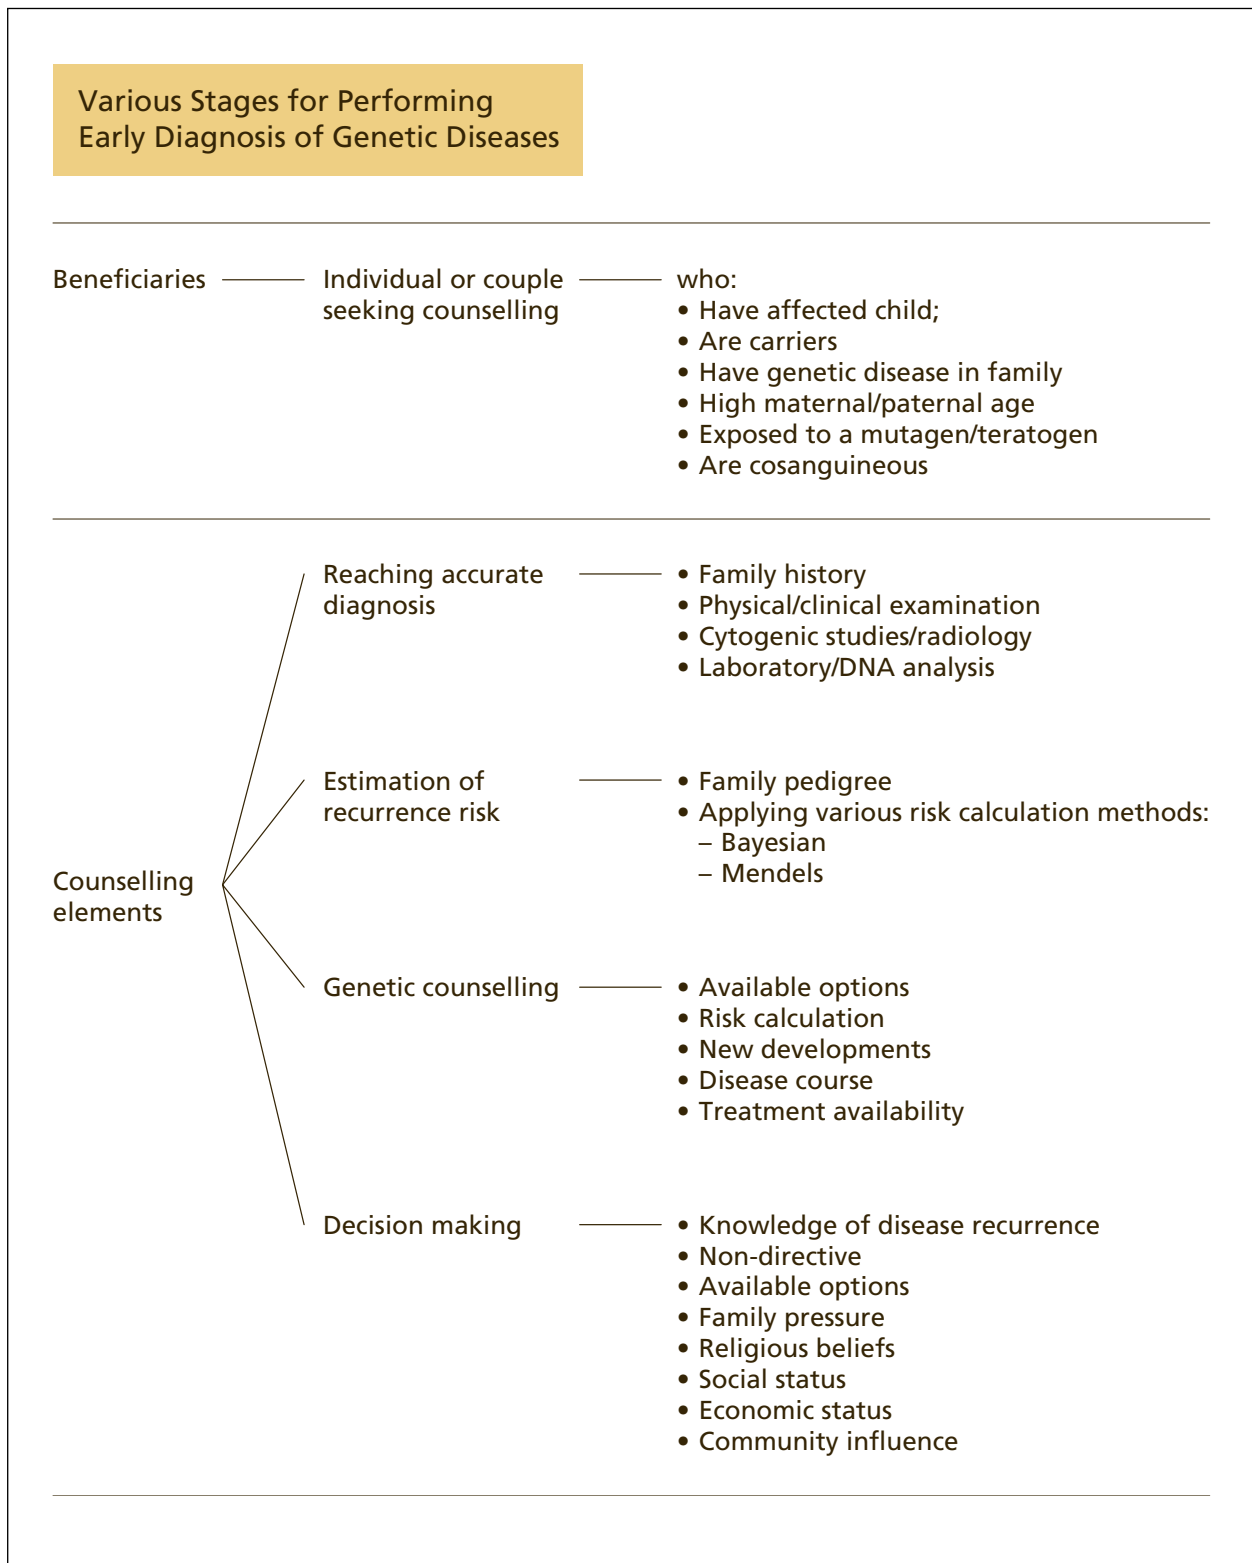 Various Stages for Performing
Early Diagnosis of Genetic Diseases
Beneficiaries
Individual or couple
seeking counselling
who:
• Have affected child;
• Are carriers
• Have genetic disease in family
• High maternal/paternal age
• Exposed to a mutagen/teratogen
• Are cosanguineous
Counselling
elements
Reaching accurate
diagnosis
• Family history
• Physical/clinical examination
• Cytogenic studies/radiology
• Laboratory/DNA analysis
Estimation of
recurrence risk
• Family pedigree
• Applying various risk calculation methods:
– Bayesian
– Mendels
Genetic counselling
• Available options
• Risk calculation
• New developments
• Disease course
• Treatment availability
Decision making
• Knowledge of disease recurrence
• Non-directive
• Available options
• Family pressure
• Religious beliefs
• Social status
• Economic status
• Community influence